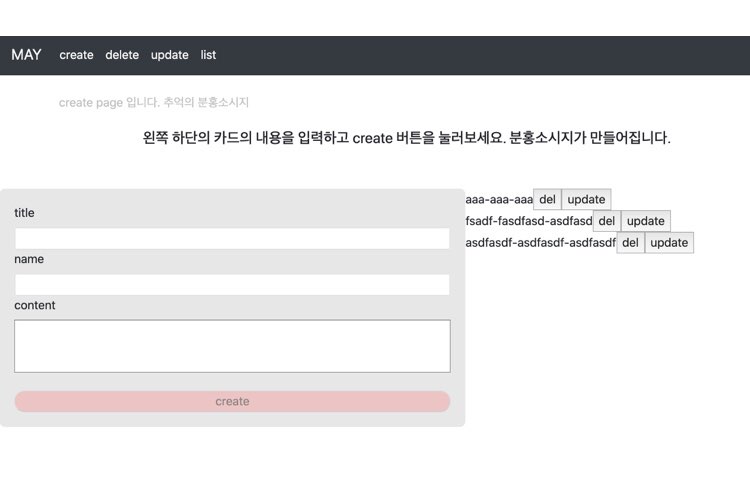 MAY create delete update list
create page 입니다. 추억의 분홍소시지
왼쪽 하단의 카드의 내용을 입력하고 create 버튼을 눌러보세요. 분홍소시지가 만들어집니다.
title
name
content
create
aaa-aaa-aaa del update
fsadf-fasdfasd-asdfasd del update
asdfasdf-asdfasdf-asdfasdf del update